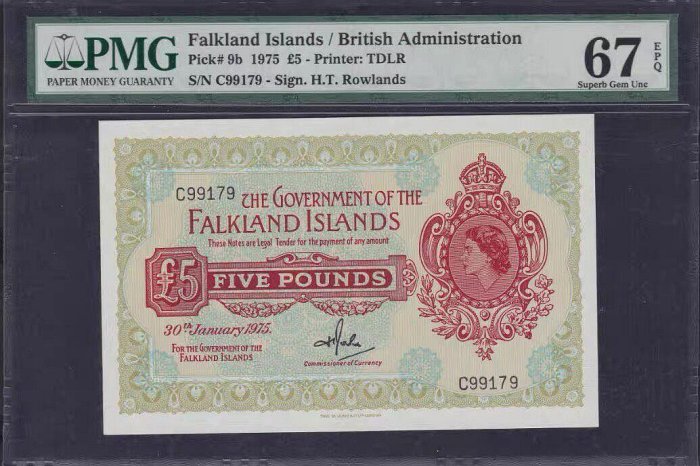 PMG
PAPER MONEY GUARANTY
Falkland Islands / British Administration
Pick# 9b 1975 £5 - Printer: TDLR
S/N C99179 - Sign. H.T. Rowlands
67 EPQ
Superb Gem Unc
C99179
THE GOVERNMENT OF THE
FALKLAND ISLANDS
These Notes are Legal Tender for the payment of any amount
£5 FIVE POUNDS
30th January 1975.
FOR THE GOVERNMENT OF THE
FALKLAND ISLANDS
Commissioner of Currency
C99179